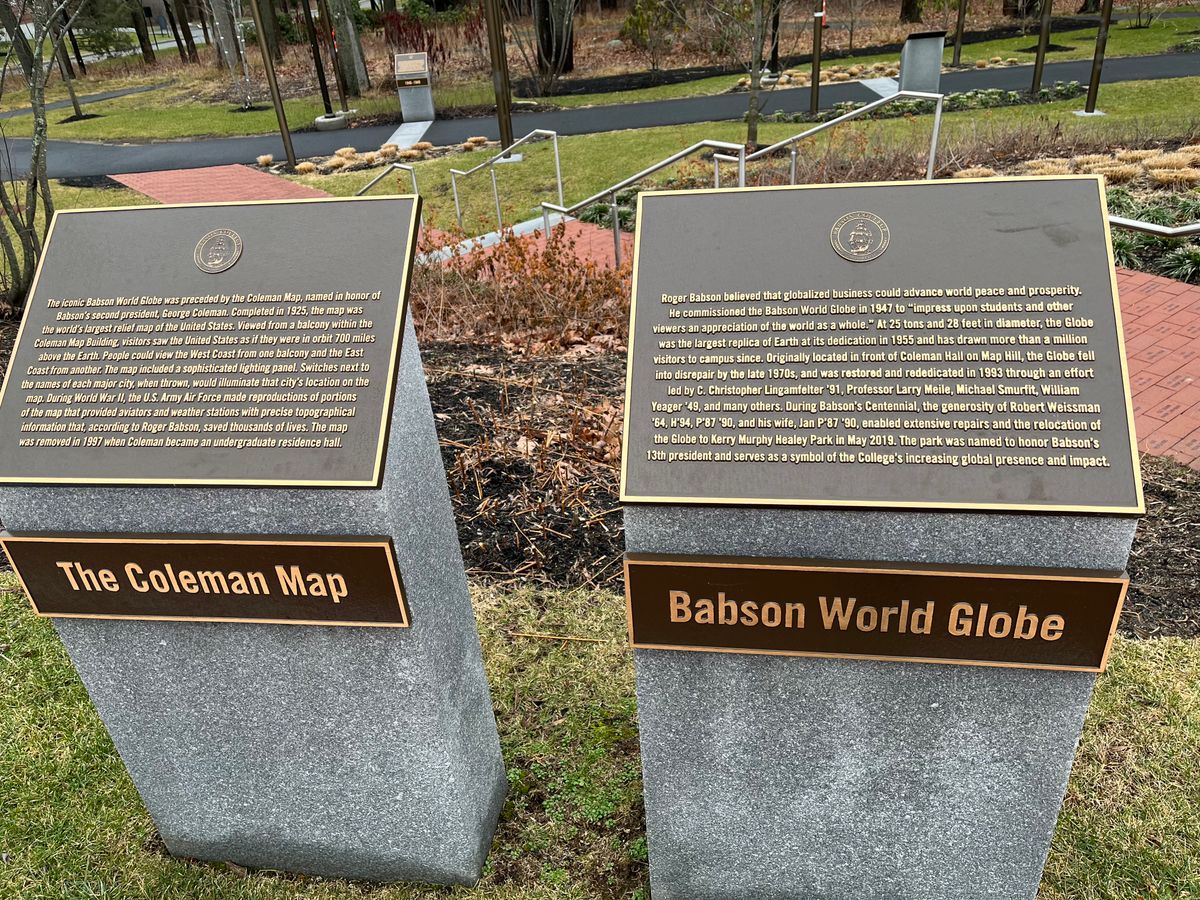 The iconic Babson World Globe was preceded by the Coleman Map, named in honor of
Babson's second president, George Coleman. Completed in 1925, the map was
the world's largest relief map of the United States. Viewed from a balcony within the
Coleman Map Building, visitors saw the United States as if they were in orbit 700 miles
above the Earth. People could view the West Coast from one balcony and the East
Coast from another. The map included a sophisticated lighting panel. Switches next to
the names of each major city, when thrown, would illuminate that city's location on the
map. During World War II, the U.S. Army Air Force made reproductions of portions
of the map that provided aviators and weather stations with precise topographical
information that, according to Roger Babson, saved thousands of lives. The map
was removed in 1997 when Coleman became an undergraduate residence hall.
The Coleman Map
Roger Babson believed that globalized business could advance world peace and prosperity.
He commissioned the Babson World Globe in 1947 to "impress upon students and other
viewers an appreciation of the world as a whole." At 25 tons and 28 feet in diameter, the Globe
was the largest replica of Earth at its dedication in 1955 and has drawn more than a million
visitors to campus since. Originally located in front of Coleman Hall on Map Hill, the Globe fell
into disrepair by the late 1970s, and was restored and rededicated in 1993 through an effort
led by C. Christopher Lingamfelter '91, Professor Larry Meile, Michael Smurfit, William
Yeager '49, and many others. During Babson's Centennial, the generosity of Robert Weissman
'64, H'94, P'87 '90, and his wife, Jan P'87 '90, enabled extensive repairs and the relocation of
the Globe to Kerry Murphy Healey Park in May 2019. The park was named to honor Babson's
13th president and serves as a symbol of the College's increasing global presence and impact.
Babson World Globe